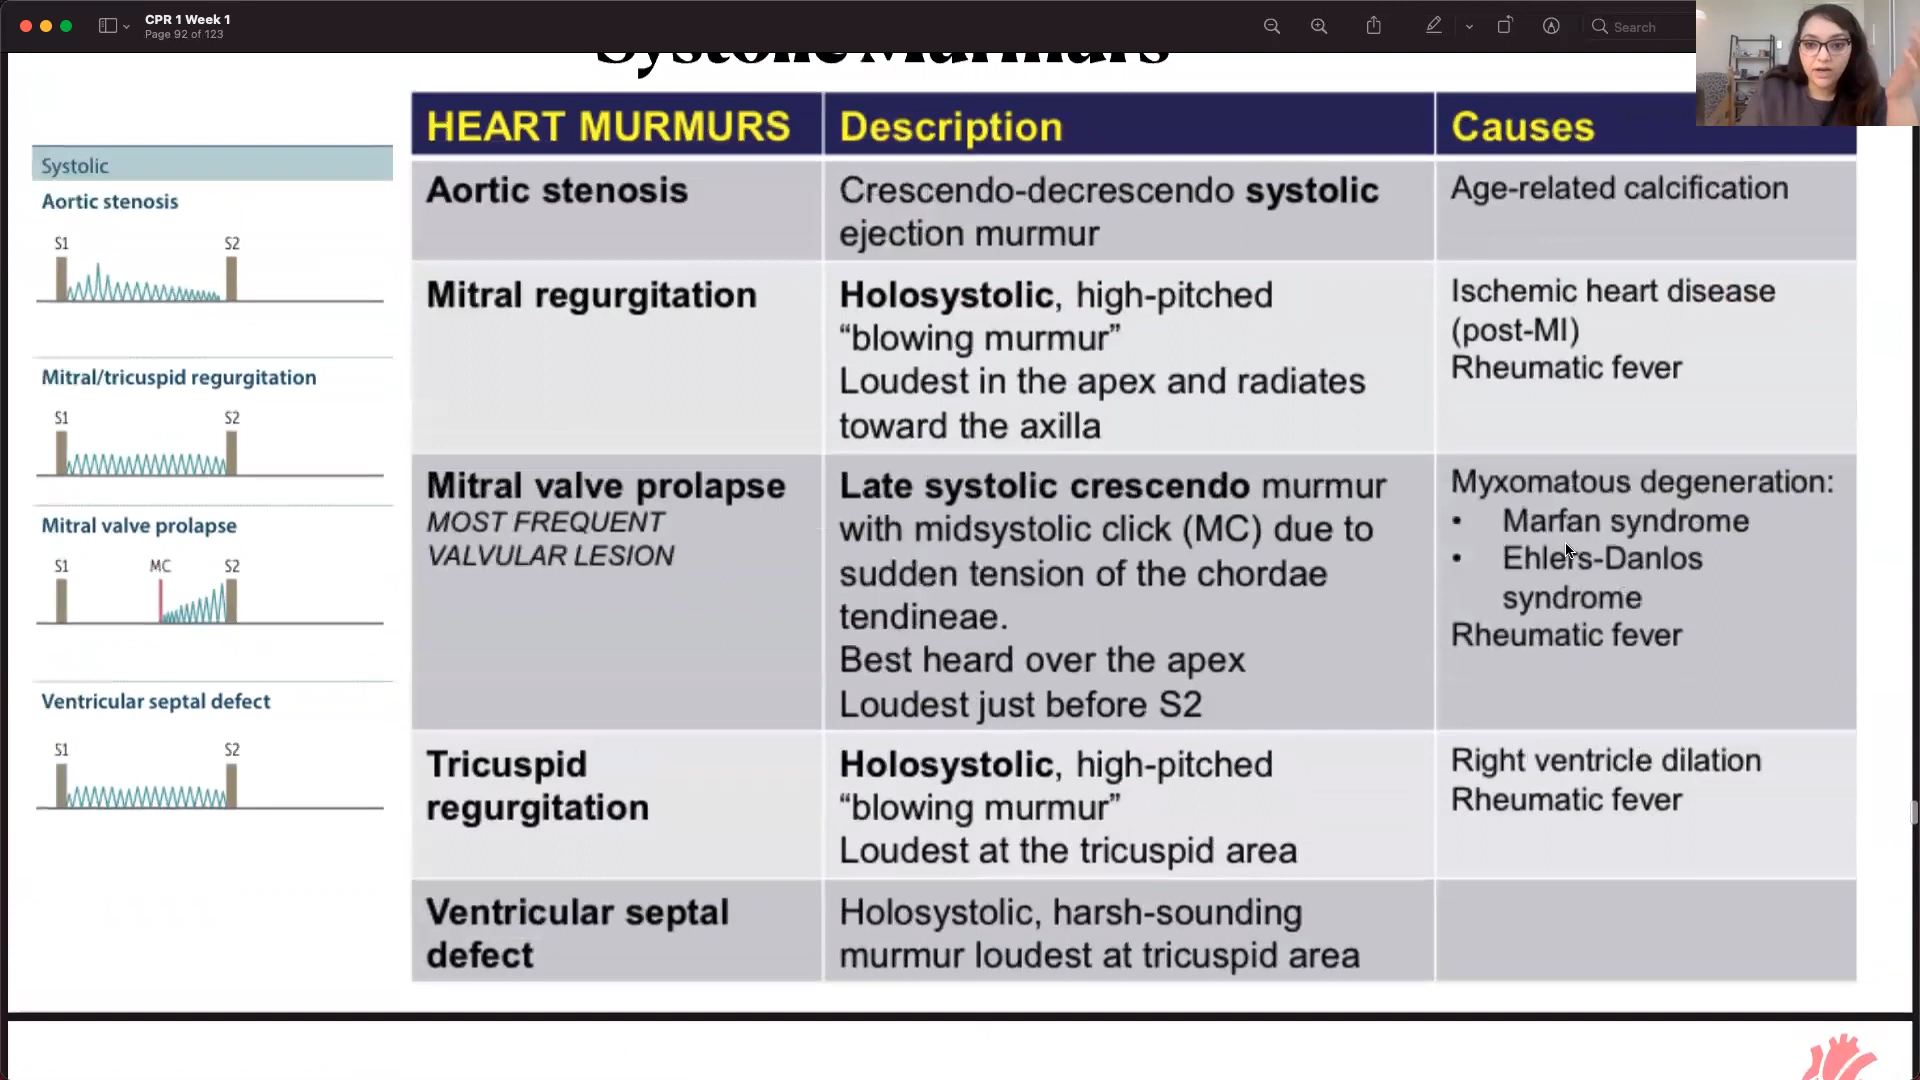 CPR 1 Week 1
Page 92 of 123
Search
Systolic Murmurs
Systolic
Aortic stenosis
S1 S2
Mitral/tricuspid regurgitation
S1 S2
Mitral valve prolapse
S1 MC S2
Ventricular septal defect
S1 S2
HEART MURMURS Description Causes
Aortic stenosis
Crescendo-decrescendo systolic
ejection murmur
Age-related calcification
Mitral regurgitation
Holosystolic, high-pitched
“blowing murmur”
Loudest in the apex and radiates
toward the axilla
Ischemic heart disease
(post-MI)
Rheumatic fever
Mitral valve prolapse
MOST FREQUENT
VALVULAR LESION
Late systolic crescendo murmur
with midsystolic click (MC) due to
sudden tension of the chordae
tendineae.
Best heard over the apex
Loudest just before S2
Myxomatous degeneration:
• Marfan syndrome
• Ehlers-Danlos
syndrome
Rheumatic fever
Tricuspid
regurgitation
Holosystolic, high-pitched
“blowing murmur”
Loudest at the tricuspid area
Right ventricle dilation
Rheumatic fever
Ventricular septal
defect
Holosystolic, harsh-sounding
murmur loudest at tricuspid area